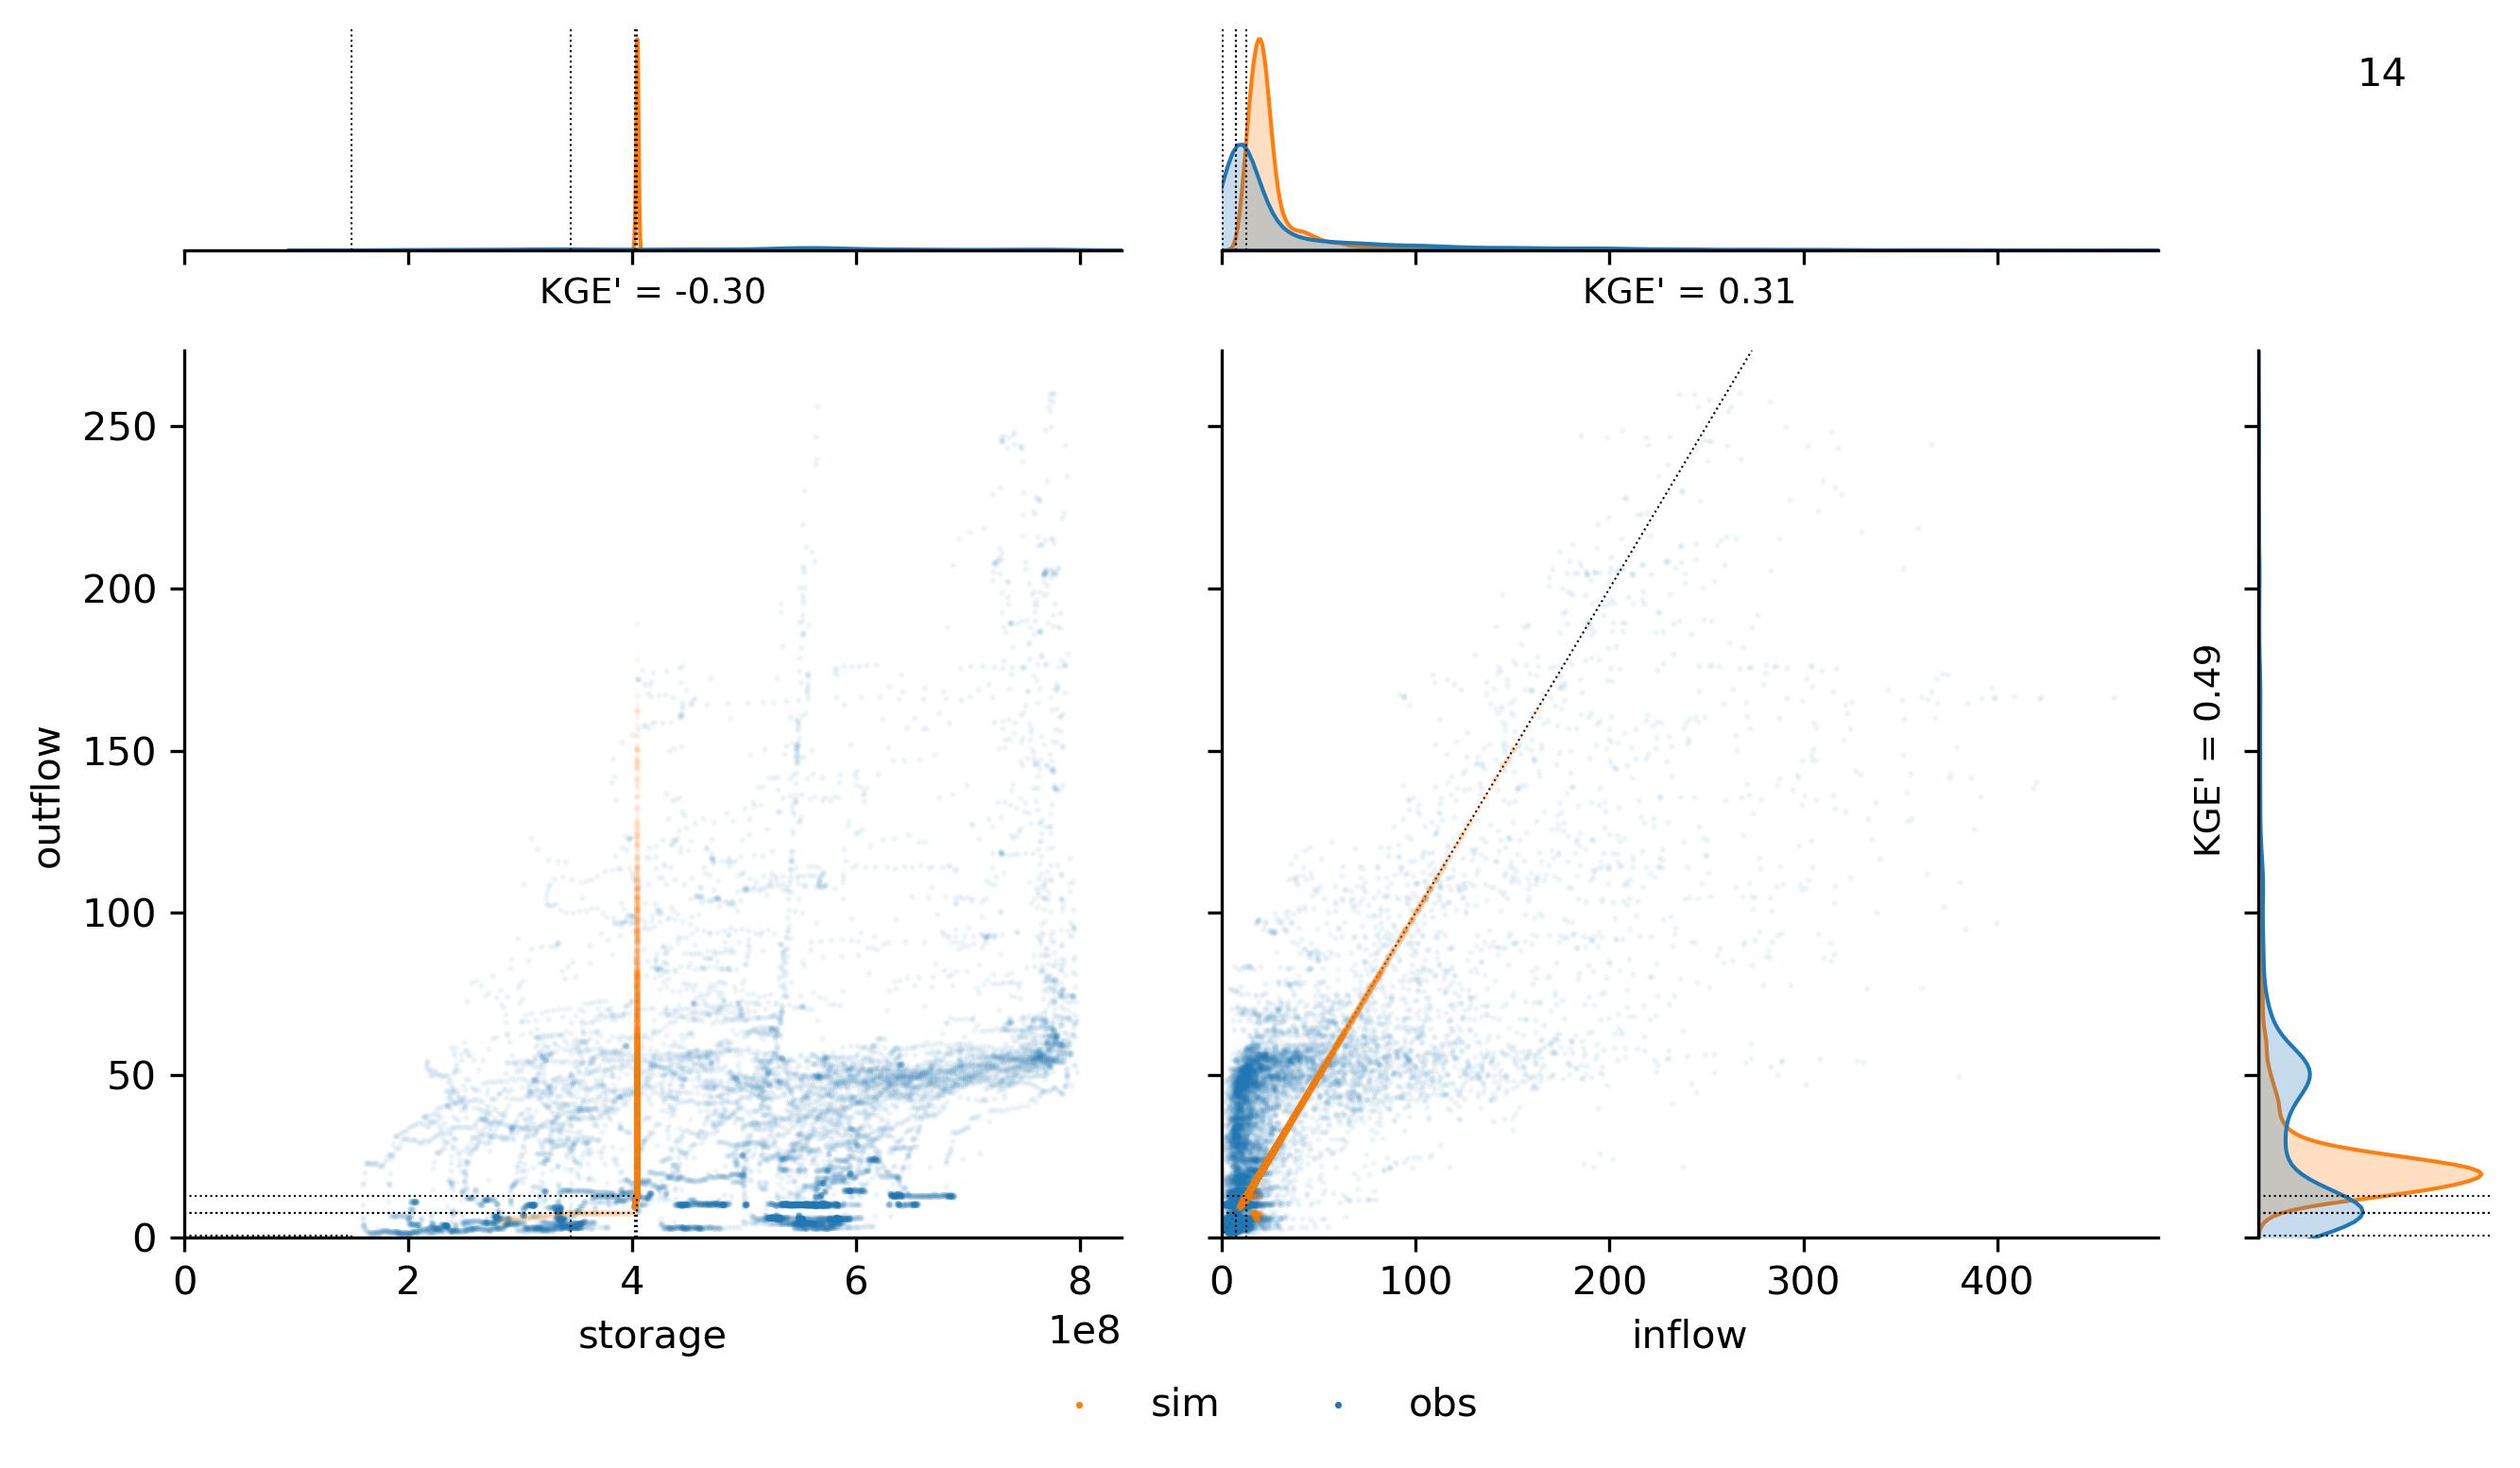 14
KGE' = -0.30
KGE' = 0.31
250
200
150
100
50
0
outflow
KGE' = 0.49
0 2 4 6 8
1e8
storage
0 100 200 300 400
inflow
sim obs